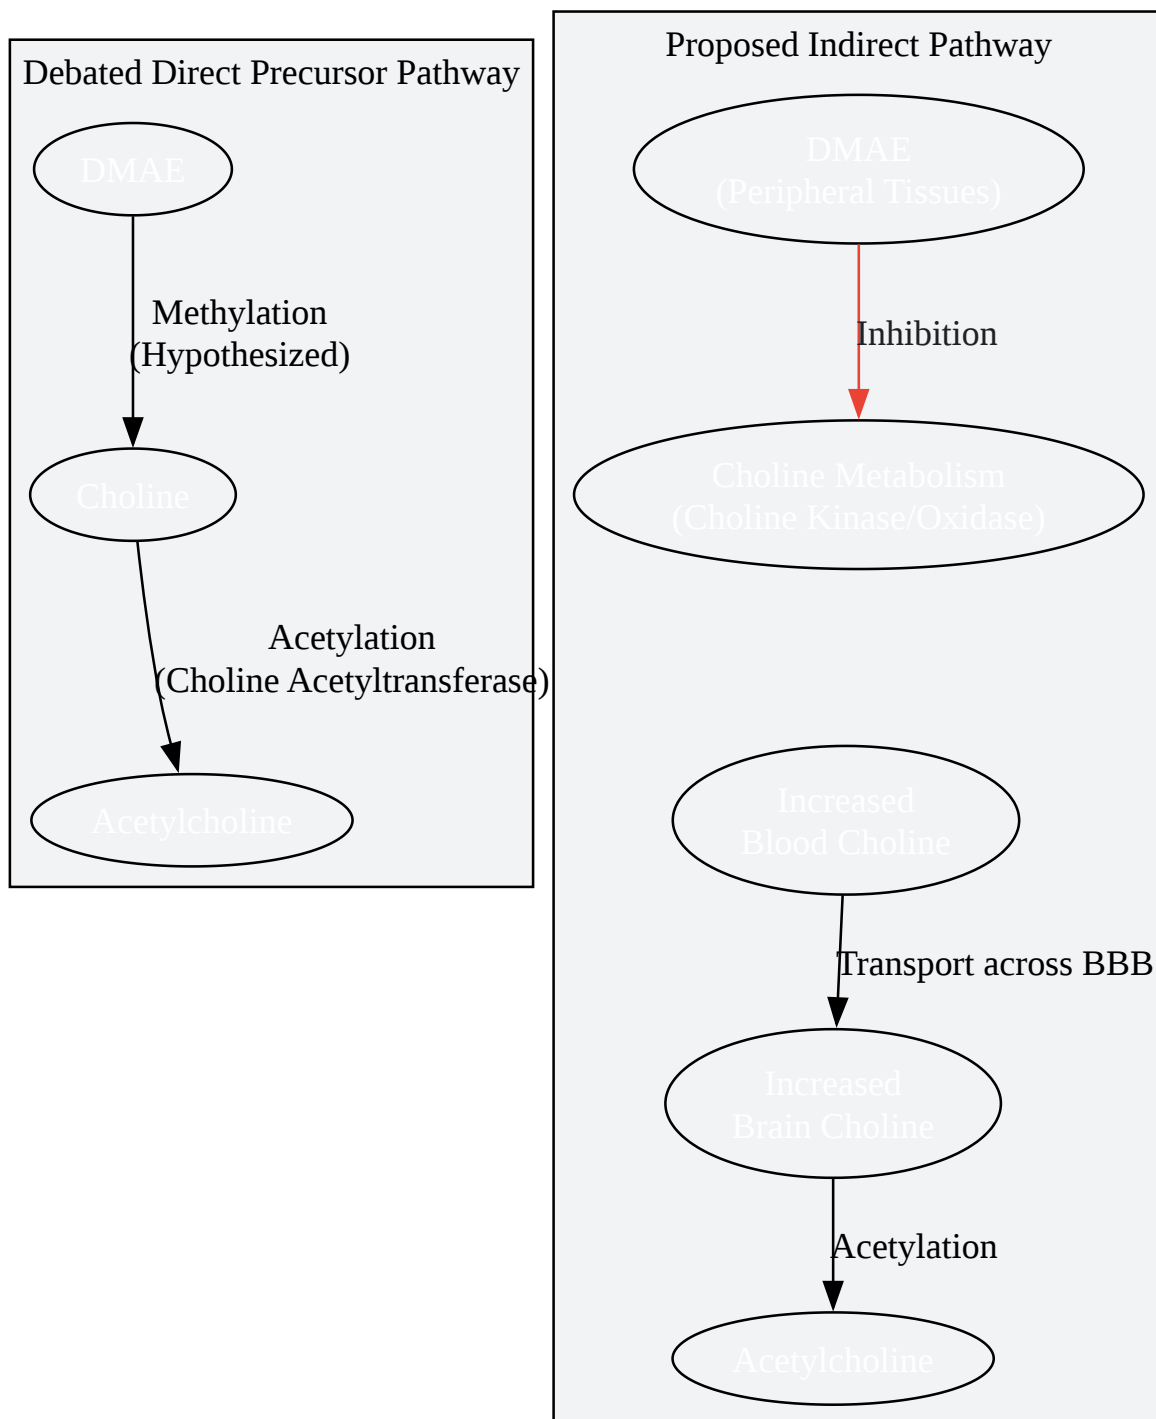 Debated Direct Precursor Pathway
DMAE
Methylation
(Hypothesized)
Choline
Acetylation
(Choline Acetyltransferase)
Acetylcholine
Proposed Indirect Pathway
DMAE
(Peripheral Tissues)
Inhibition
Choline Metabolism
(Choline Kinase/Oxidase)
Increased
Blood Choline
Transport across BBB
Increased
Brain Choline
Acetylation
Acetylcholine